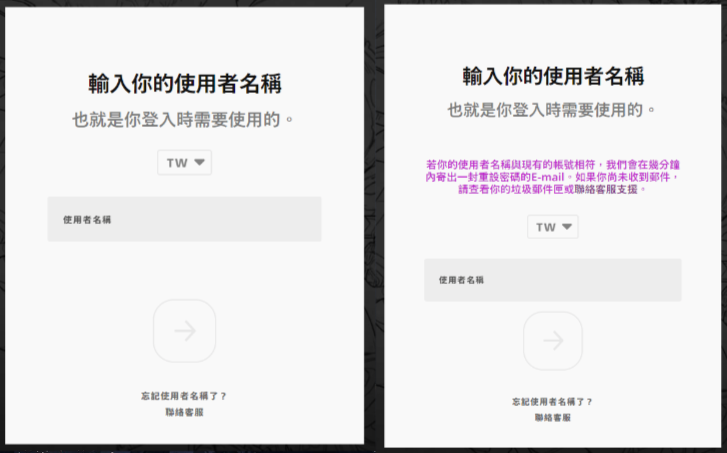 輸入你的使用者名稱
也就是你登入時需要使用的。
TW
使用者名稱
忘記使用者名稱了？
聯絡客服
輸入你的使用者名稱
也就是你登入時需要使用的。
若你的使用者名稱與現有的帳號相符，我們會在幾分鐘
內寄出一封重設密碼的E-mail。如果你尚未收到郵件，
請查看你的垃圾郵件匣或聯絡客服支援。
TW
使用者名稱
忘記使用者名稱了？
聯絡客服